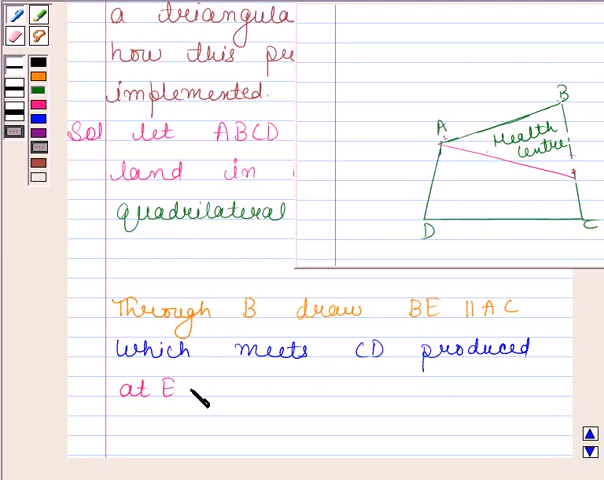 a triangula
how this p
implemented.
Sol let ABCD
land in
quadrilateral
A
B
Health
centre
D
C
Through B draw BE || AC
Which meets CD produced
at E